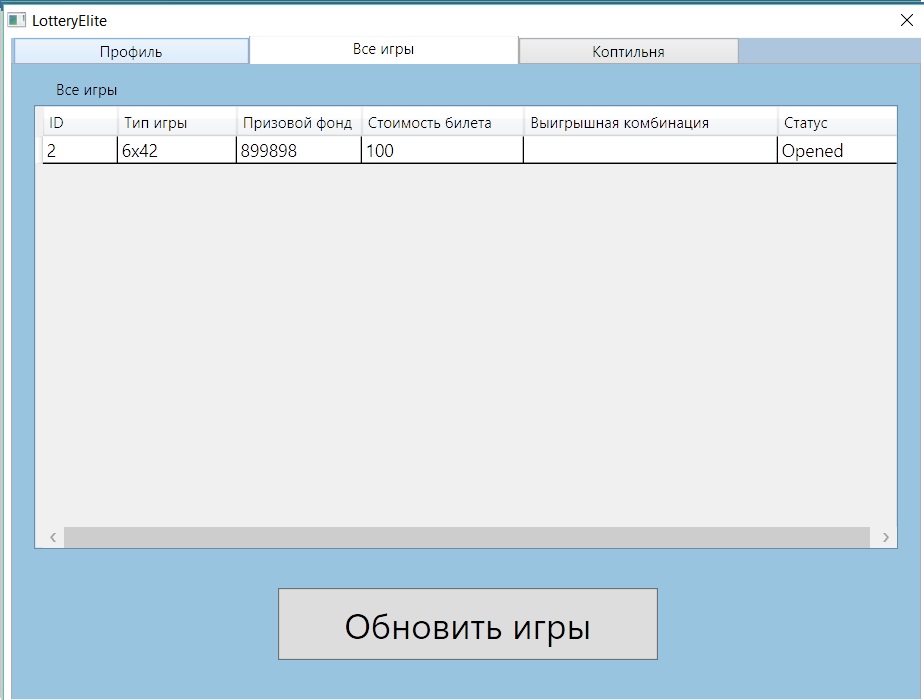 LotteryElite
Профиль Все игры Коптильня
Все игры
ID Тип игры Призовой фонд Стоимость билета Выигрышная комбинация Статус
2 6x42 899898 100 Opened
Обновить игры